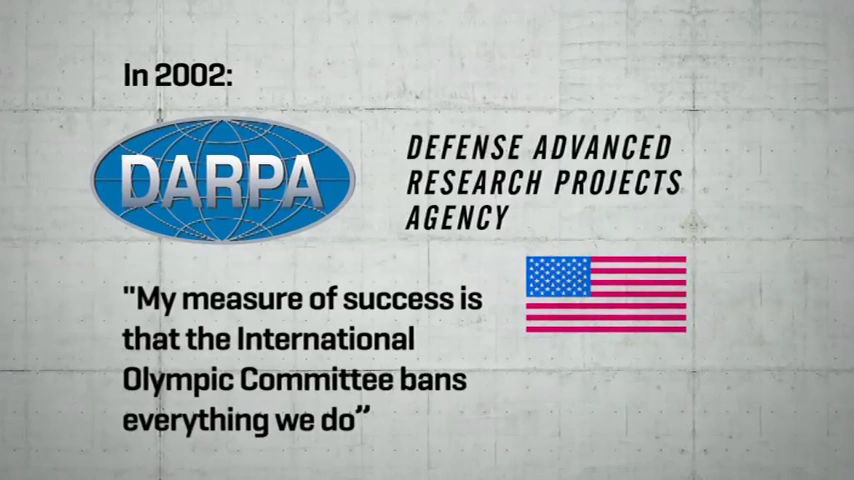 In 2002:
DARPA
DEFENSE ADVANCED
RESEARCH PROJECTS
AGENCY
"My measure of success is
that the International
Olympic Committee bans
everything we do”